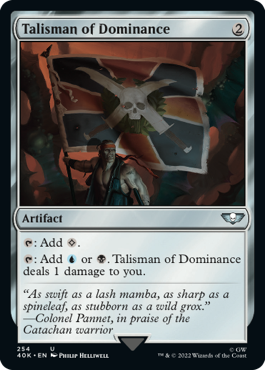 Talisman of Dominance 2
Artifact
: Add .
: Add or . Talisman of Dominance
deals 1 damage to you.
“As swift as a lash mamba, as sharp as a
spineleaf, as stubborn as a wild grox.”
—Colonel Pannet, in praise of the
Catachan warrior
254 U © GW
40K • EN PHILIP HELLIWELL ™ & © 2022 Wizards of the Coast